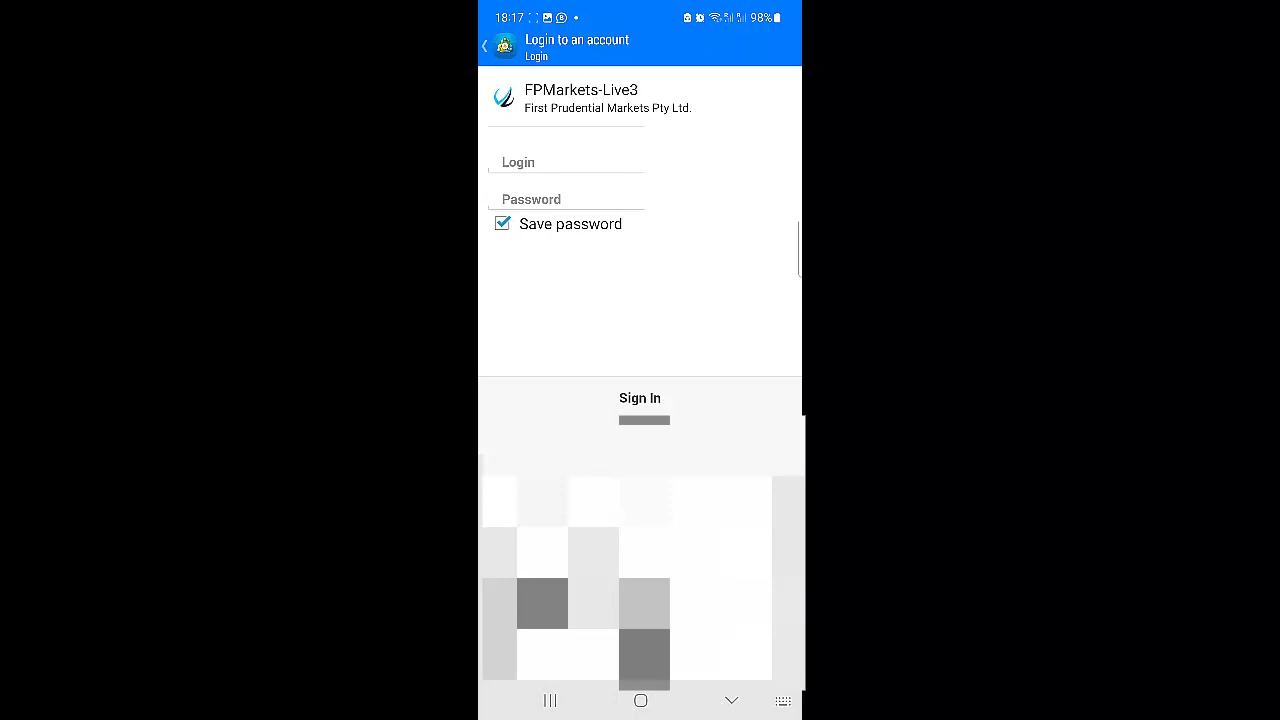 18:17
98%
Login to an account
Login
FPMarkets-Live3
First Prudential Markets Pty Ltd.
Login
Password
Save password
Sign In